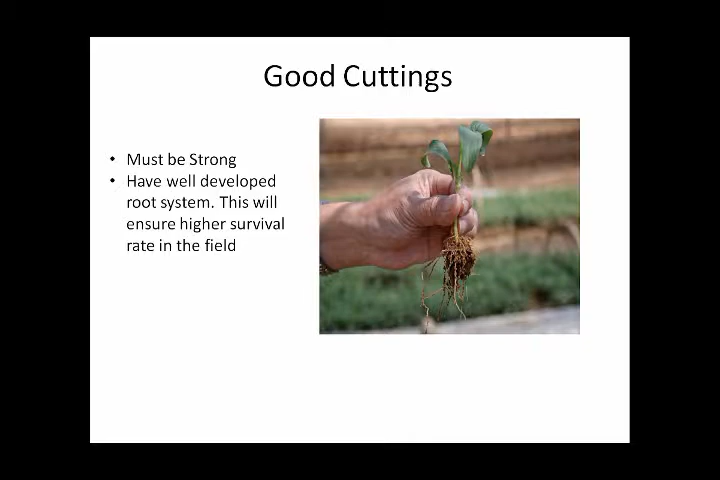 Good Cuttings
• Must be Strong
• Have well developed
root system. This will
ensure higher survival
rate in the field